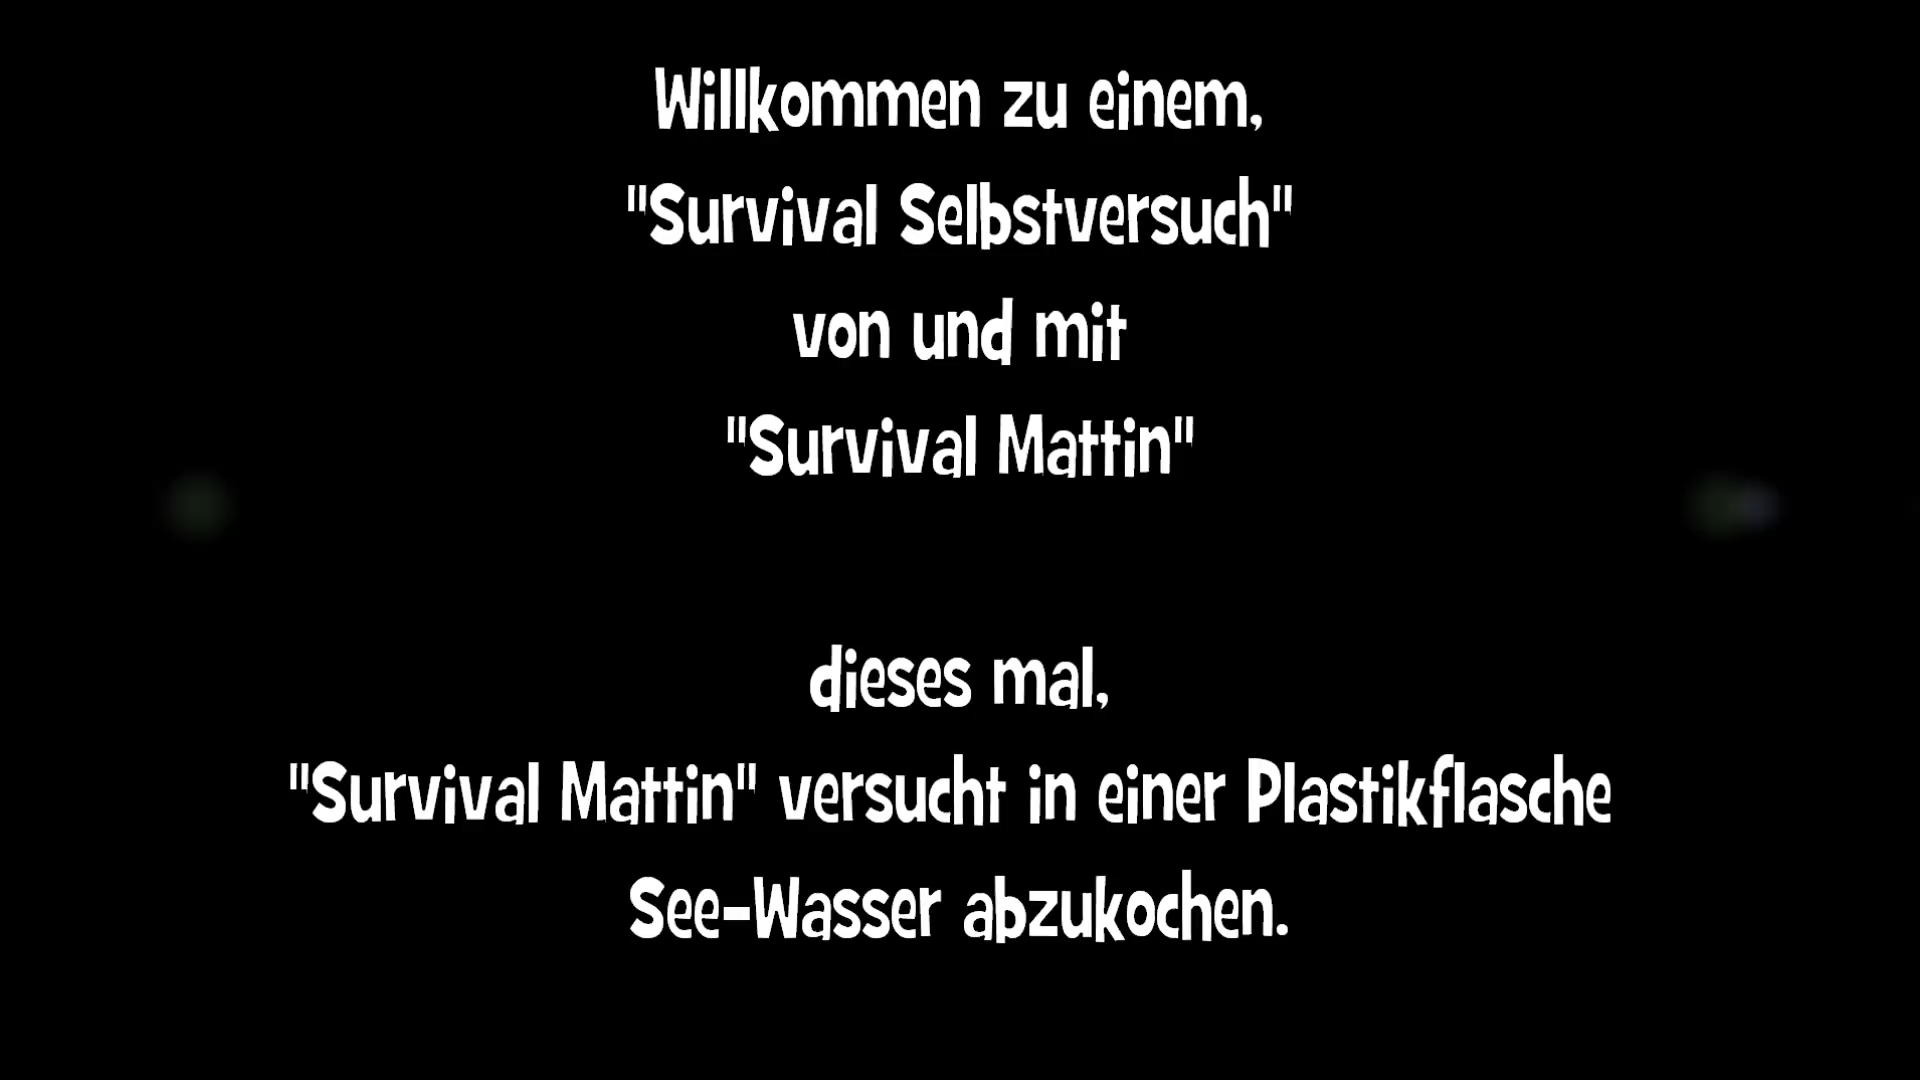 Willkommen zu einem,
"Survival Selbstversuch"
von und mit
"Survival Mattin"
dieses mal,
"Survival Mattin" versucht in einer Plastikflasche
See-Wasser abzukochen.